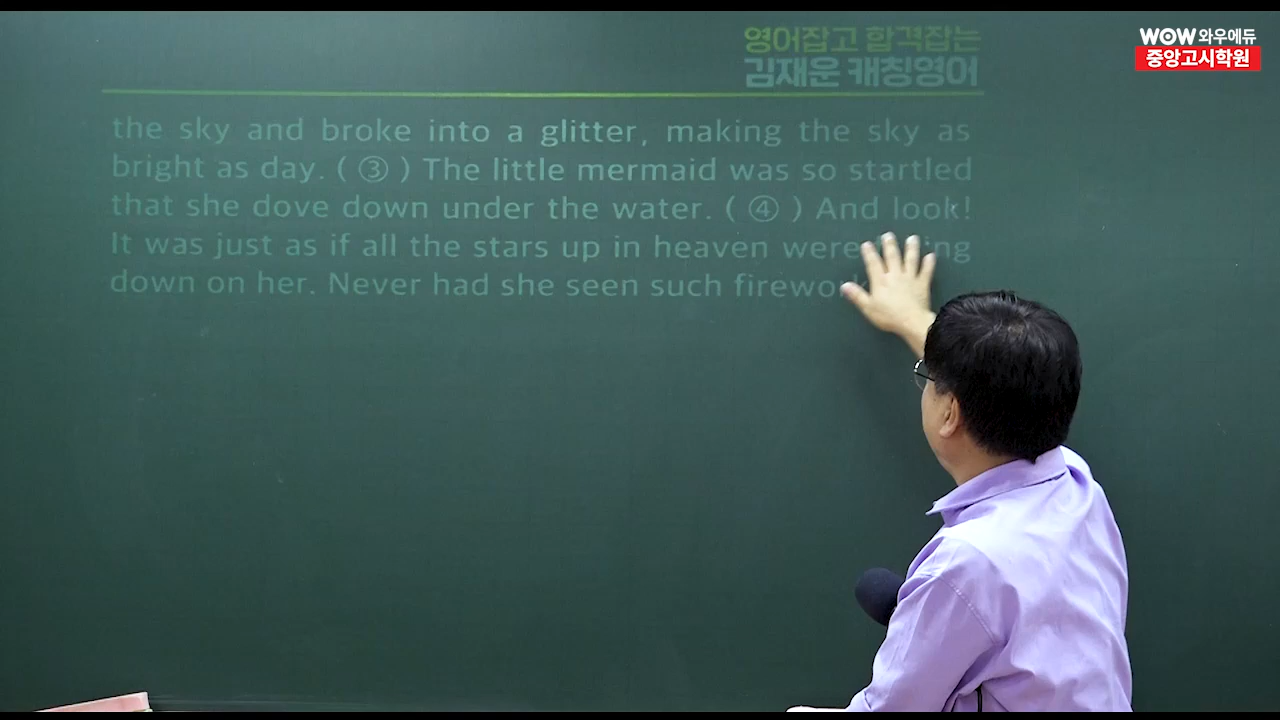 영어잡고 합격잡는
김재운 캐칭영어
WOW 와우에듀
중앙고시학원
the sky and broke into a glitter, making the sky as
bright as day. ( ③ ) The little mermaid was so startled
that she dove down under the water. ( ④ ) And look!
It was just as if all the stars up in heaven were
down on her. Never had she seen such